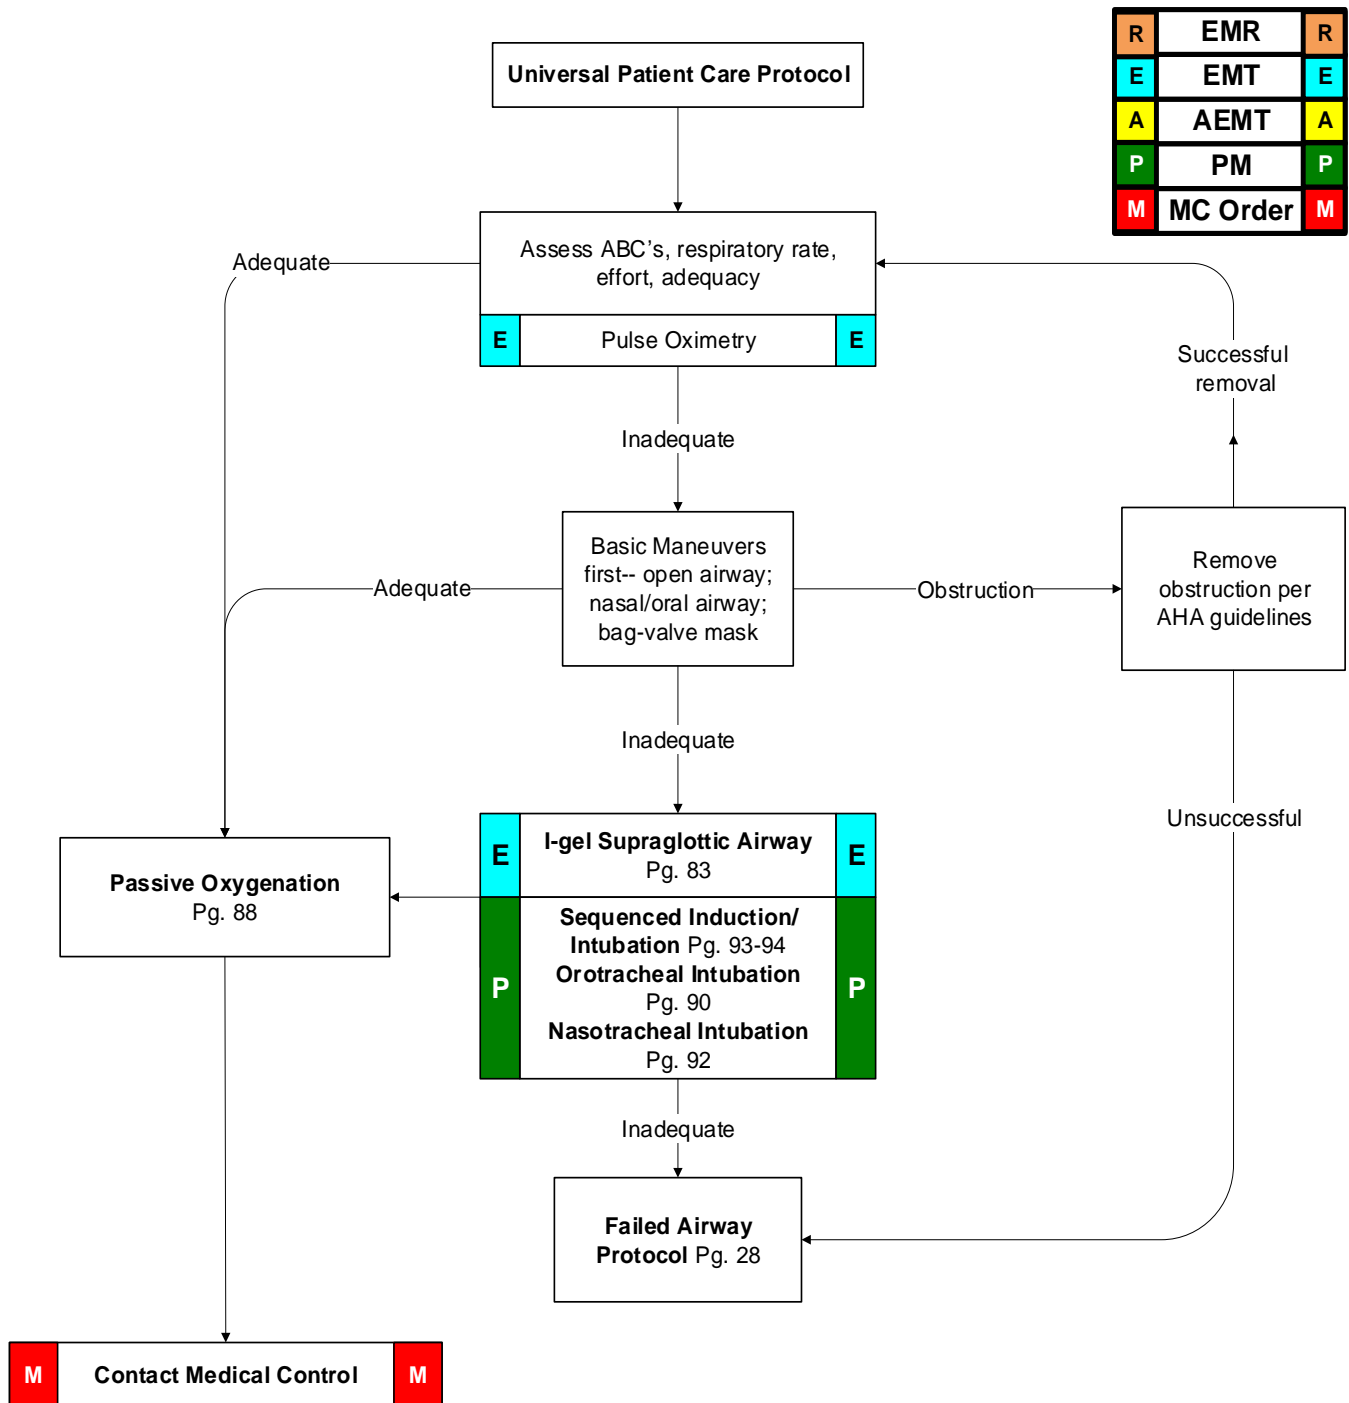 R EMR R
E EMT E
A AEMT A
P PM P
M MC Order M
Universal Patient Care Protocol
Assess ABC's, respiratory rate,
effort, adequacy
E Pulse Oximetry E
Adequate
Successful
removal
Inadequate
Basic Maneuvers
first-- open airway;
nasal/oral airway;
bag-valve mask
Adequate
Obstruction
Remove
obstruction per
AHA guidelines
Inadequate
Unsuccessful
E I-gel Supraglottic Airway E
Pg. 83
Passive Oxygenation
Pg. 88
P Sequenced Induction/ P
Intubation Pg. 93-94
Orotracheal Intubation
Pg. 90
Nasotracheal Intubation
Pg. 92
Inadequate
Failed Airway
Protocol Pg. 28
M Contact Medical Control M